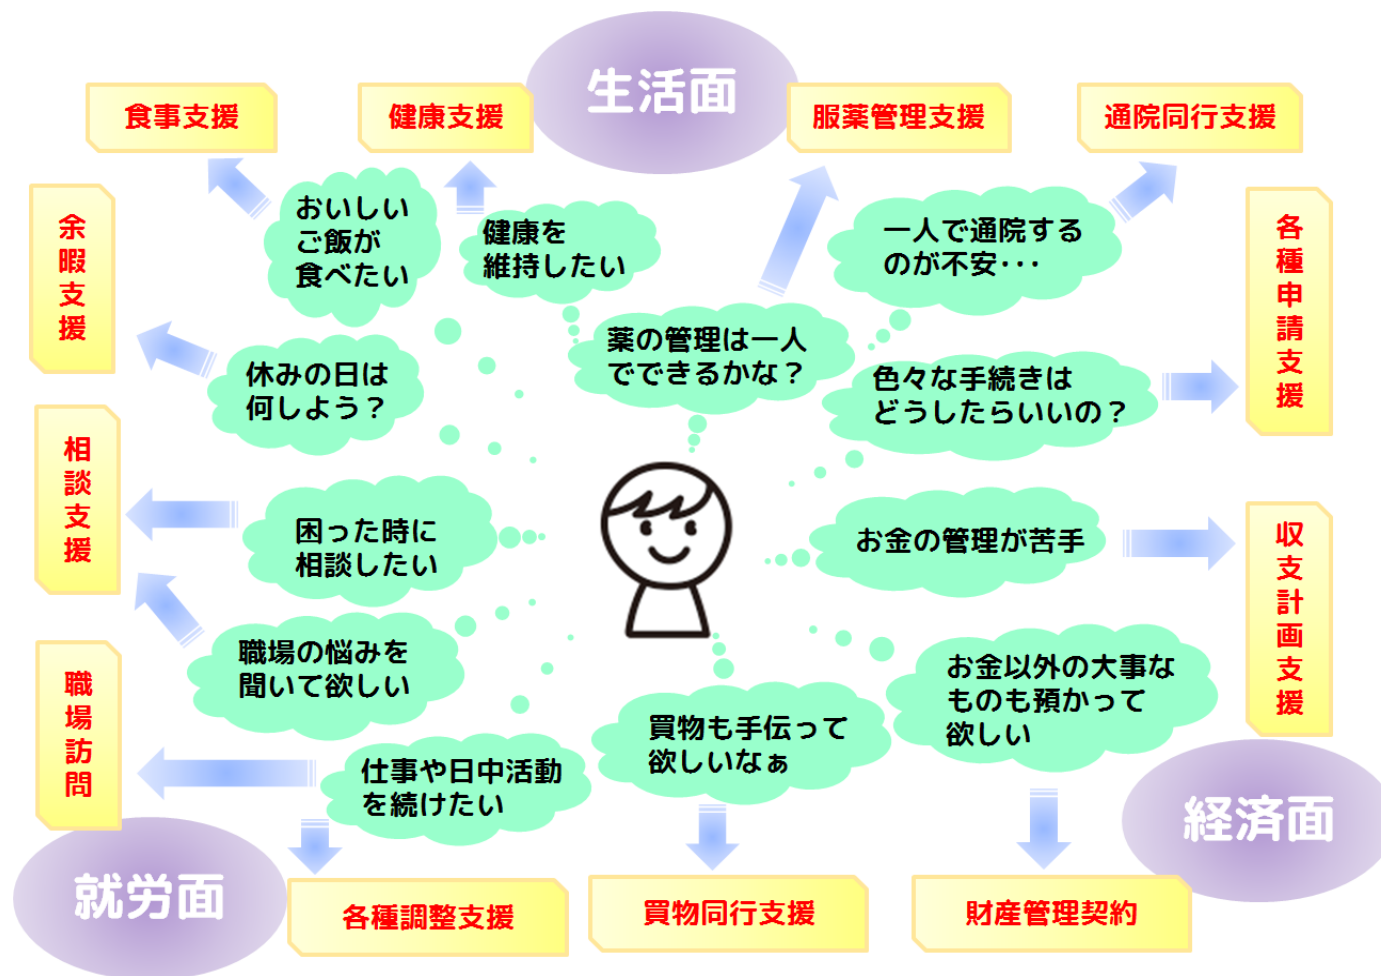 生活面
食事支援
健康支援
服薬管理支援
通院同行支援
余暇支援
おいしい
ご飯が
食べたい
健康を
維持したい
一人で通院する
のが不安･･･
各種申請支援
薬の管理は一人
でできるかな？
休みの日は
何しよう？
色々な手続きは
どうしたらいいの？
相談支援
困った時に
相談したい
お金の管理が苦手
収支計画支援
職場の悩みを
聞いて欲しい
お金以外の大事な
ものも預かって
欲しい
職場訪問
買物も手伝って
欲しいなぁ
仕事や日中活動
を続けたい
経済面
就労面
各種調整支援
買物同行支援
財産管理契約